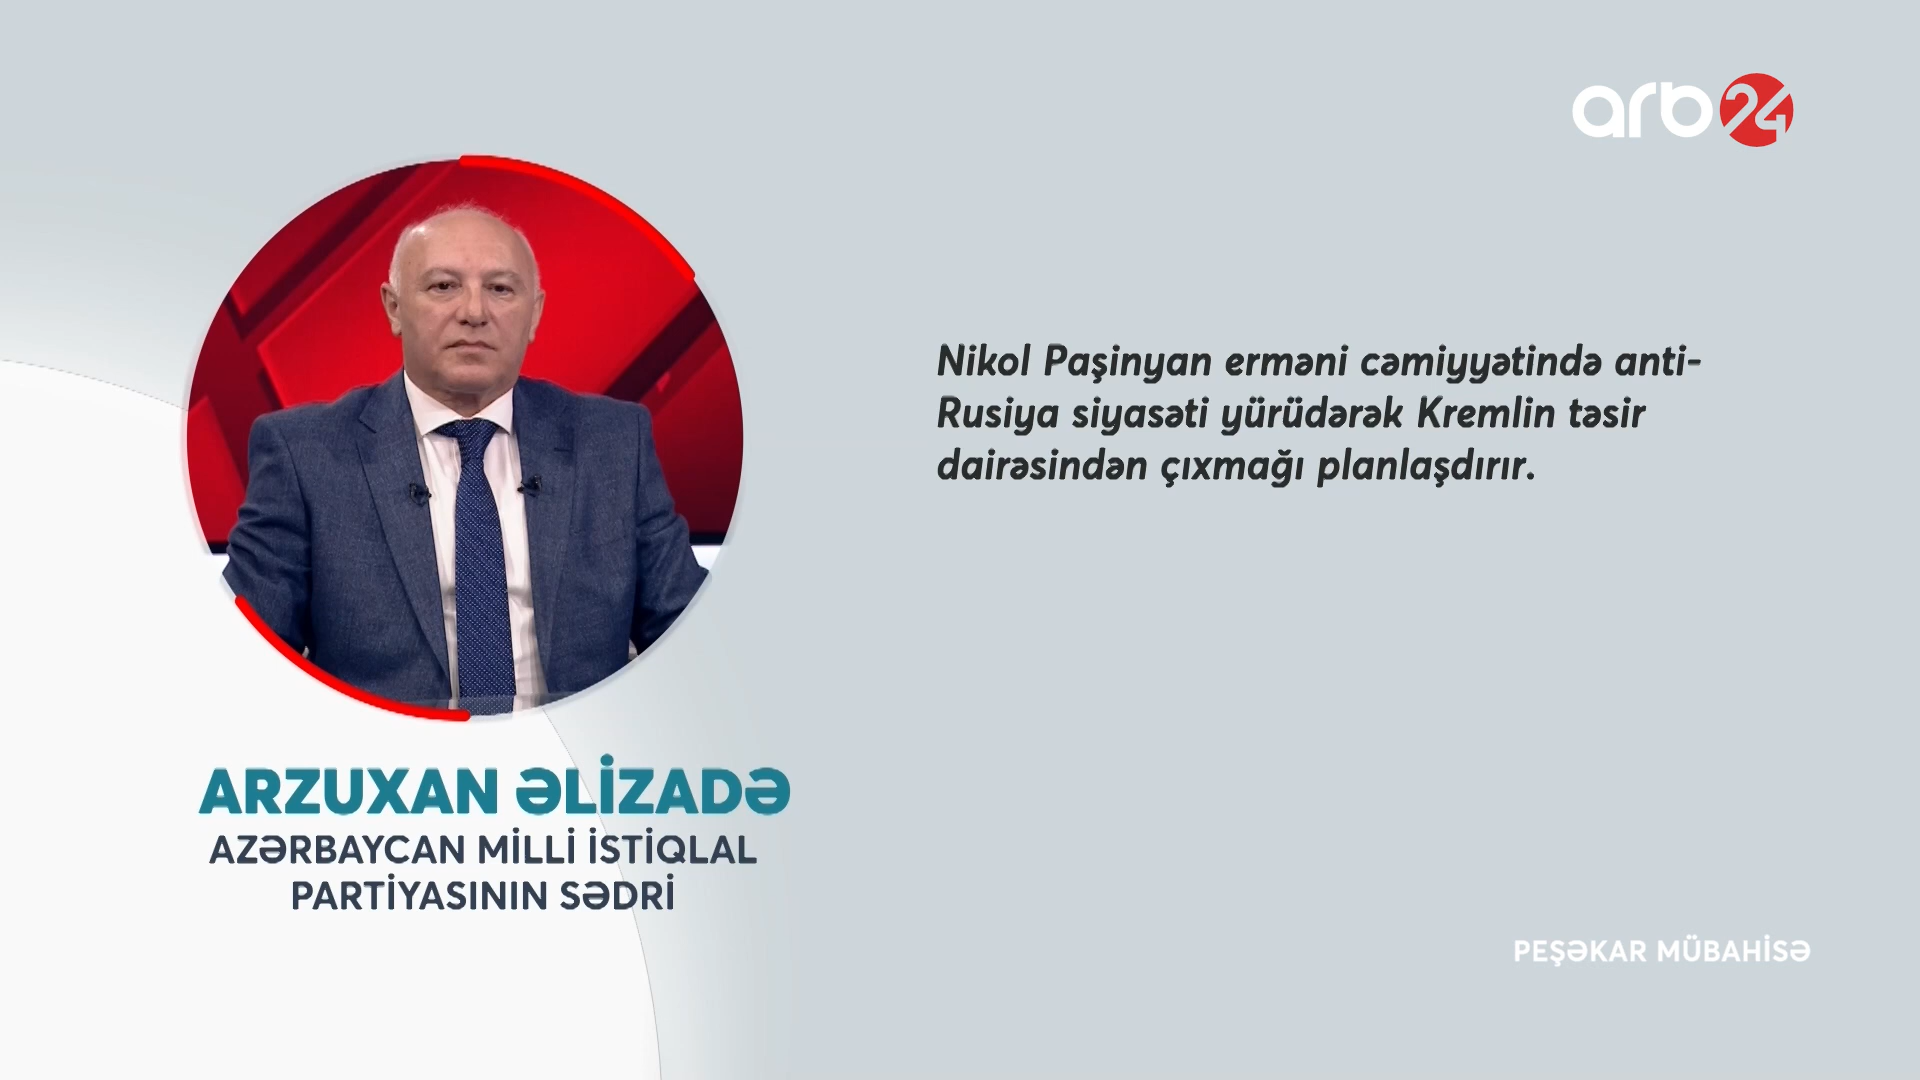 arb24
Nikol Paşinyan erməni cəmiyyətində anti-
Rusiya siyasəti yürüdərək Kremlin təsir
dairəsindən çıxmağı planlaşdırır.
ARZUXAN ƏLİZADƏ
AZƏRBAYCAN MİLLİ İSTİQLAL
PARTİYASININ SƏDRİ
PEŞƏKAR MÜBAHİSƏ